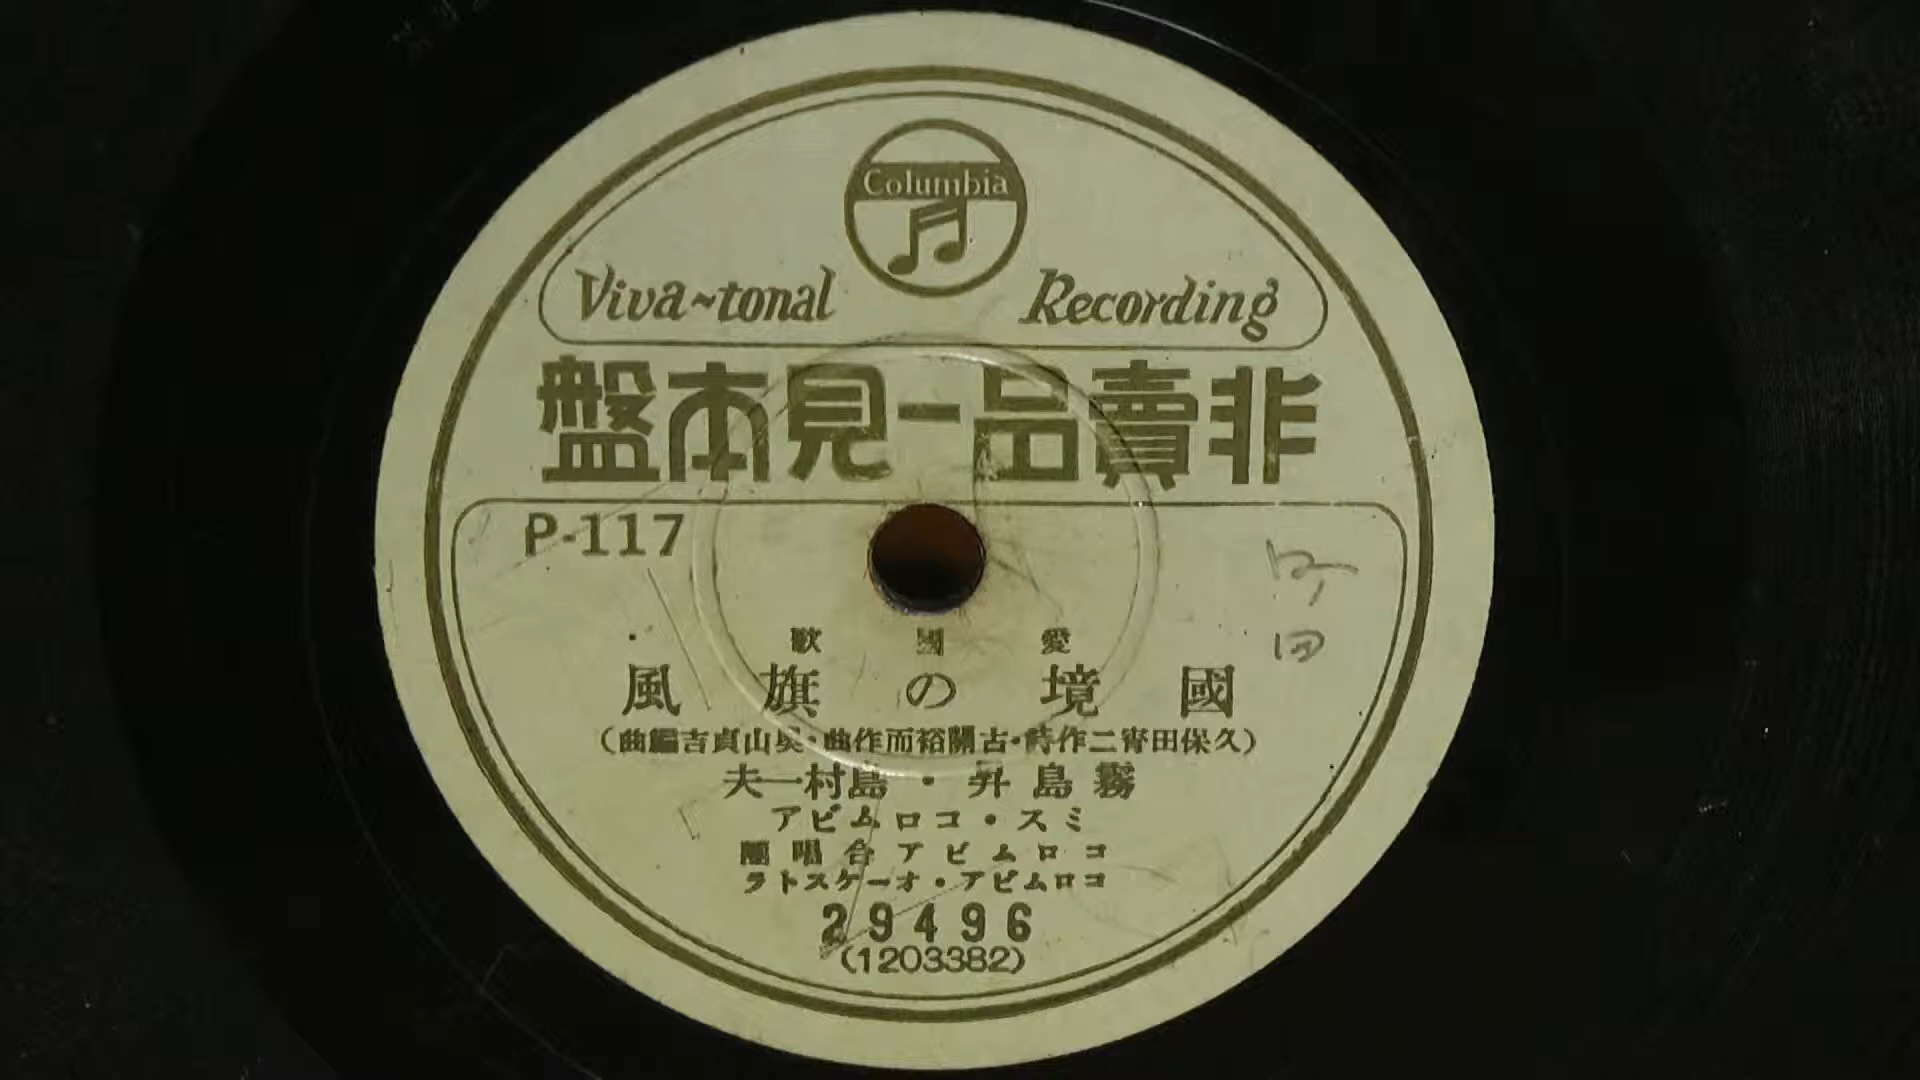 Columbia
Viva-tonal Recording
非賣品―見本盤
P-117
愛國歌
國境の旗風
(久保田宵二作詩・古關裕而作曲・奥山貞吉編曲)
霧島昇・島村一夫
ミス・コロムビア
コロムビア合唱團
コロムビア・オーケストラ
29496
(1203382)